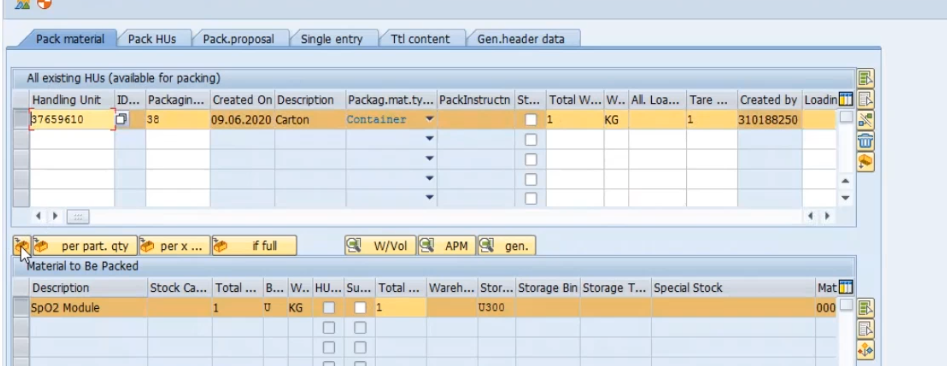 Pack material Pack HUs Pack.proposal Single entry Ttl content Gen.header data
All existing HUs (available for packing)
Handling Unit ID... Packagin... Created On Description Packag.mat.ty... PackInstructn St... Total W... W.. All. Loa... Tare ... Created by Loadin
37659610 38 09.06.2020 Carton Container 1 KG 1 310188250
per part. qty per x ... if full W/Vol APM gen.
Material to Be Packed
Description Stock Ca... Total ... B... W.. HU... Su... Total ... Wareh... Stor... Storage Bin Storage T... Special Stock Mat
SpO2 Module 1 U KG 1 U300 000